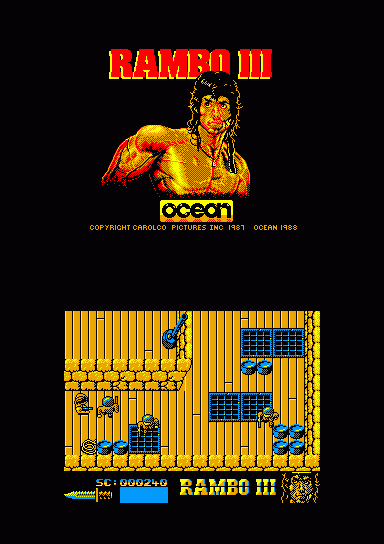 RAMBO III
ocean
COPYRIGHT CAROLCO PICTURES INC 1987 OCEAN 1988
SC:000240
RAMBO III